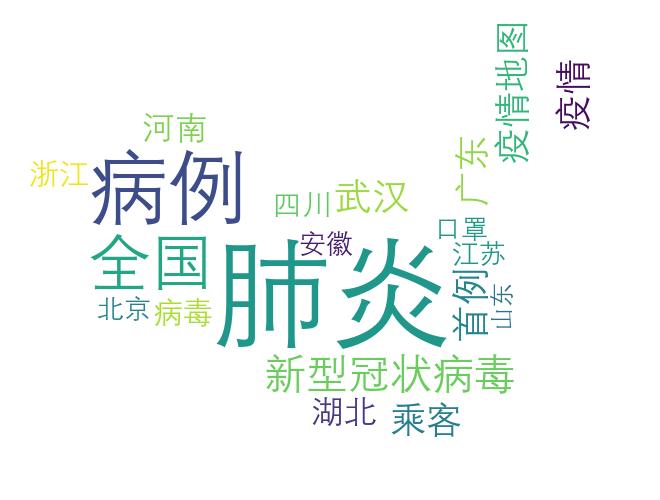 疫情地图
疫情
河南
广东
浙江
病例
四川
武汉
口罩
安徽
江苏
全国
肺炎
首例
山东
北京
病毒
新型冠状病毒
湖北
乘客